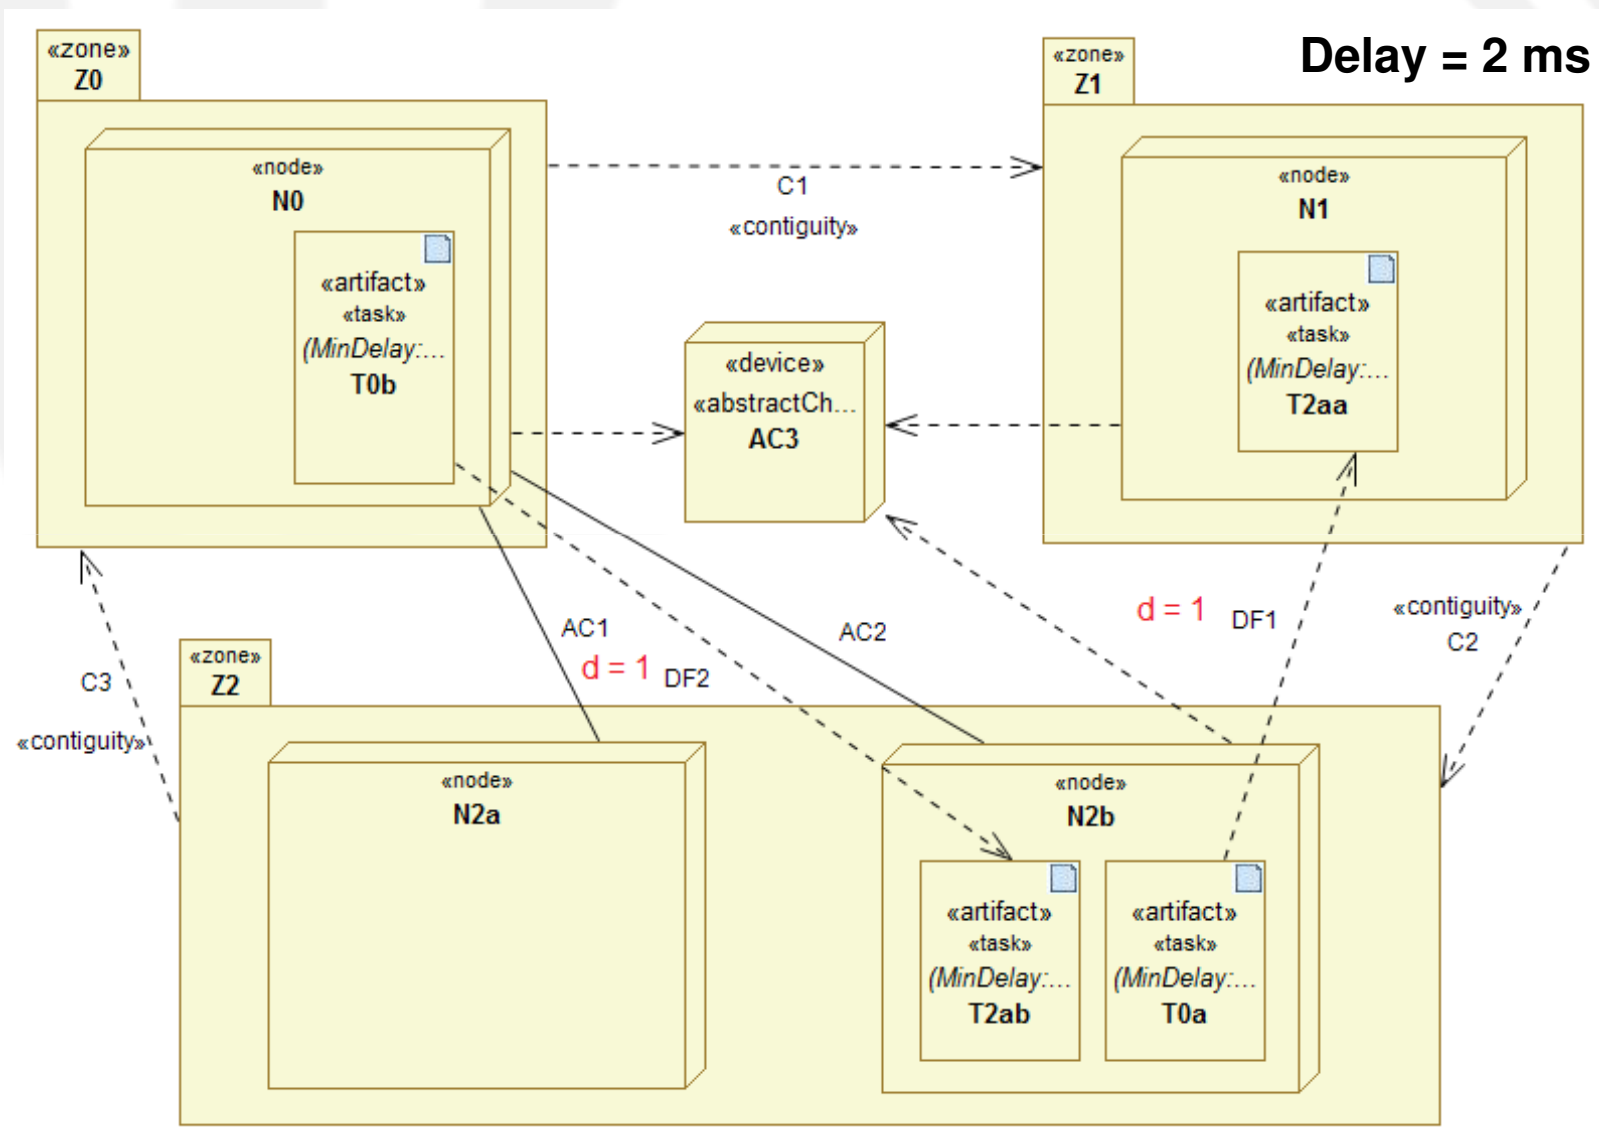 Delay = 2 ms
«zone»
Z0
«zone»
Z1
«node»
N0
«artifact»
«task»
(MinDelay:...
T0b
C1
«contiguity»
«node»
N1
«artifact»
«task»
(MinDelay:...
T2aa
«device»
«abstractCh...
AC3
AC1
d = 1 DF2
AC2
d = 1 DF1
«contiguity»
C2
C3
«contiguity»
«zone»
Z2
«node»
N2a
«node»
N2b
«artifact»
«task»
(MinDelay:...
T2ab
«artifact»
«task»
(MinDelay:...
T0a